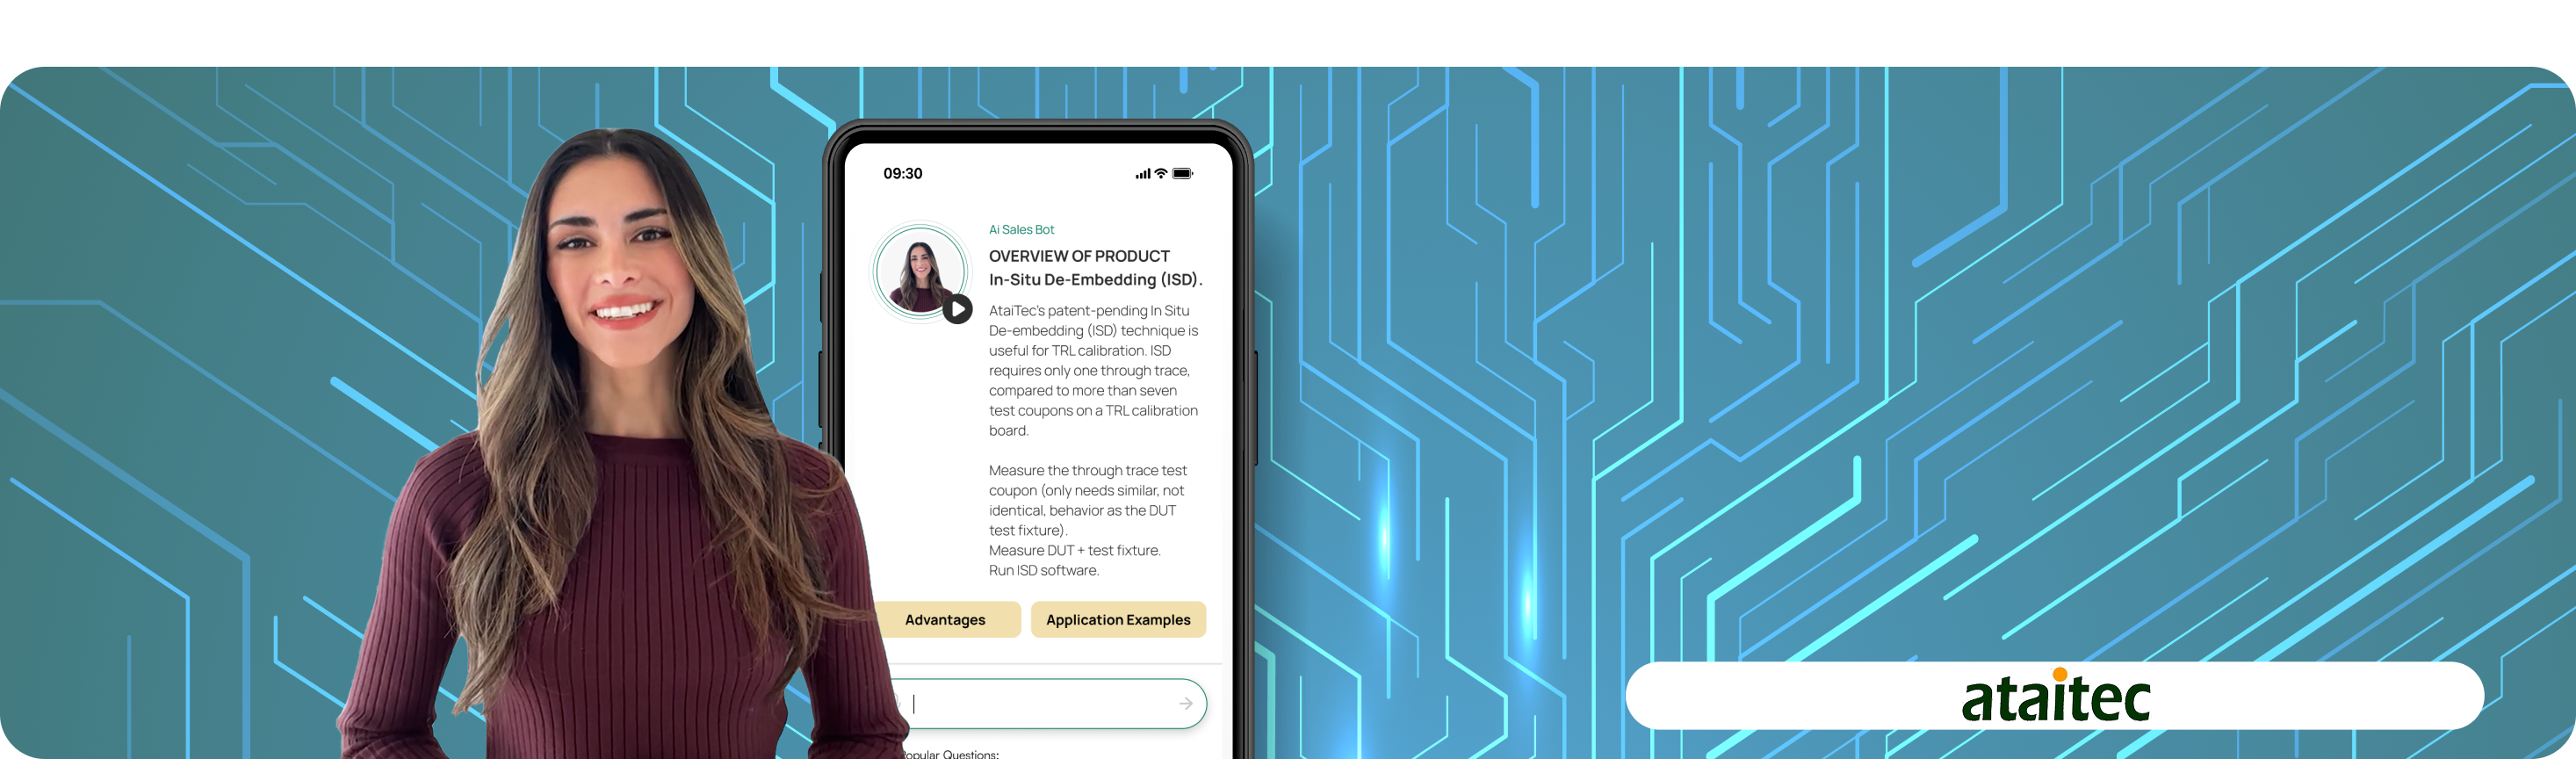 09:30
Ai Sales Bot
OVERVIEW OF PRODUCT
In-Situ De-Embedding (ISD).
AtaiTec's patent-pending In Situ
De-embedding (ISD) technique is
useful for TRL calibration. ISD
requires only one through trace,
compared to more than seven
test coupons on a TRL calibration
board.
Measure the through trace test
coupon (only needs similar, not
identical, behavior as the DUT
test fixture).
Measure DUT + test fixture.
Run ISD software.
Advantages
Application Examples
Popular Questions:
ataitec